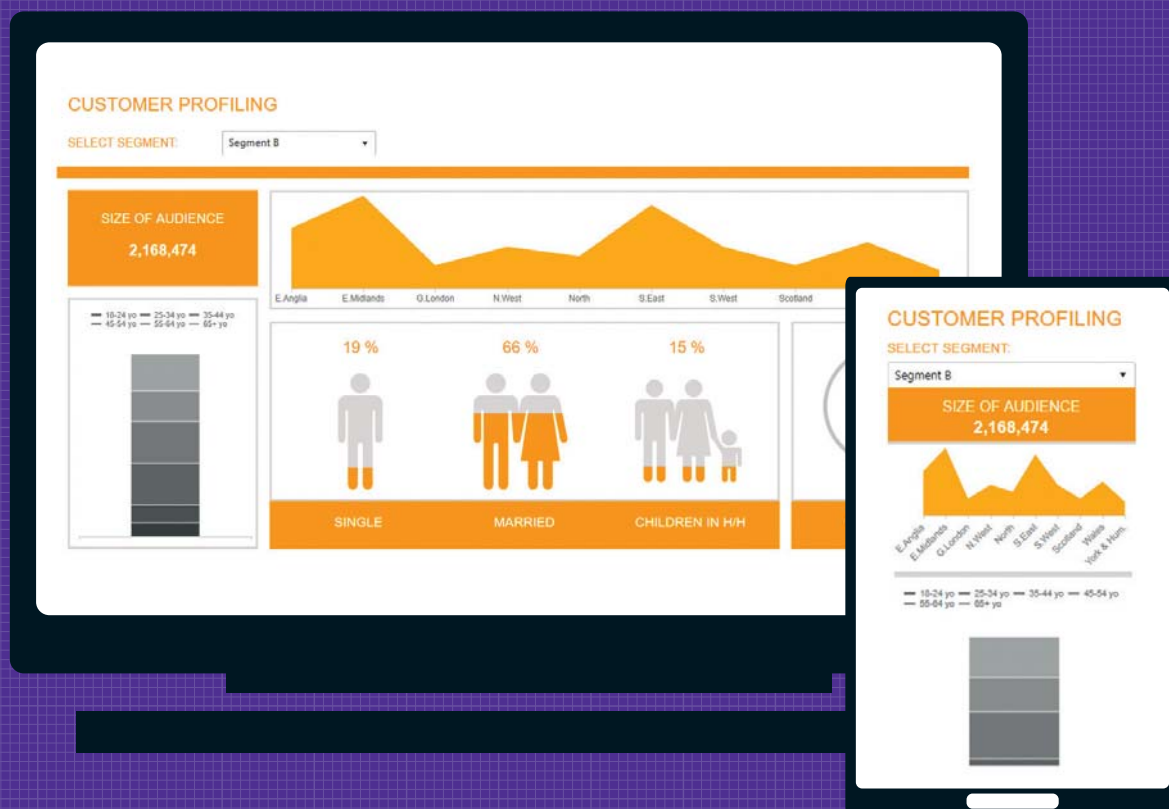 CUSTOMER PROFILING
SELECT SEGMENT: Segment B
SIZE OF AUDIENCE
2,168,474
E.Anglia E.Midlands G.London N.West North S.East S.West Scotland
18-24 yo 25-34 yo 35-44 yo
45-54 yo 55-64 yo 65+ yo
19 % 66 % 15 %
SINGLE MARRIED CHILDREN IN H/H
CUSTOMER PROFILING
SELECT SEGMENT:
Segment B
SIZE OF AUDIENCE
2,168,474
E.Anglia E.Midlands G.London N.West North S.East S.West Scotland Wales York & Hum.
18-24 yo 25-34 yo 35-44 yo 45-54 yo
55-64 yo 65+ yo